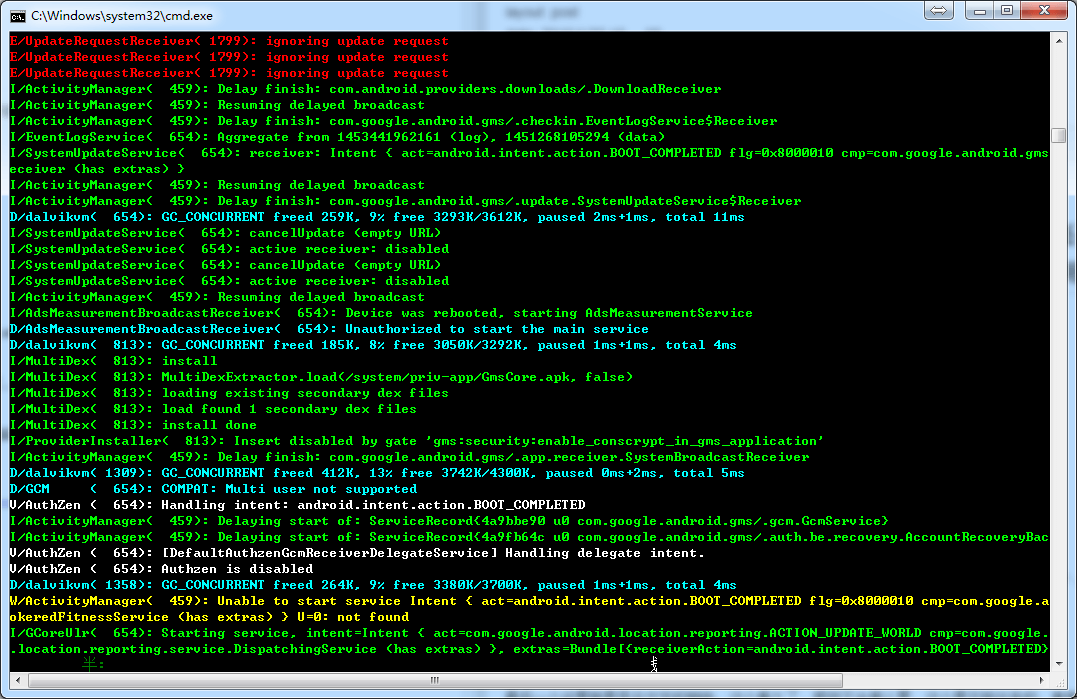 C:\Windows\system32\cmd.exe
E/UpdateRequestReceiver( 1799): ignoring update request
E/UpdateRequestReceiver( 1799): ignoring update request
E/UpdateRequestReceiver( 1799): ignoring update request
I/ActivityManager(  459): Delay finish: com.android.providers.downloads/.DownloadReceiver
I/ActivityManager(  459): Resuming delayed broadcast
I/ActivityManager(  459): Delay finish: com.google.android.gms/.checkin.EventLogService$Receiver
I/EventLogService(  654): Aggregate from 1453441962161 (log), 1451268105294 (data)
I/SystemUpdateService(  654): receiver: Intent { act=android.intent.action.BOOT_COMPLETED flg=0x8000010 cmp=com.google.android.gms
eceiver (has extras) }
I/ActivityManager(  459): Resuming delayed broadcast
I/ActivityManager(  459): Delay finish: com.google.android.gms/.update.SystemUpdateService$Receiver
D/dalvikvm(  654): GC_CONCURRENT freed 259K, 9% free 3293K/3612K, paused 2ms+1ms, total 11ms
I/SystemUpdateService(  654): cancelUpdate (empty URL)
I/SystemUpdateService(  654): active receiver: disabled
I/SystemUpdateService(  654): cancelUpdate (empty URL)
I/SystemUpdateService(  654): active receiver: disabled
I/ActivityManager(  459): Resuming delayed broadcast
I/AdsMeasurementBroadcastReceiver(  654): Device was rebooted, starting AdsMeasurementService
D/AdsMeasurementBroadcastReceiver(  654): Unauthorized to start the main service
D/dalvikvm(  813): GC_CONCURRENT freed 185K, 8% free 3050K/3292K, paused 1ms+1ms, total 4ms
I/MultiDex(  813): install
I/MultiDex(  813): MultiDexExtractor.load(/system/priv-app/GmsCore.apk, false)
I/MultiDex(  813): loading existing secondary dex files
I/MultiDex(  813): load found 1 secondary dex files
I/MultiDex(  813): install done
I/ProviderInstaller(  813): Insert disabled by gate 'gms:security:enable_conscrypt_in_gms_application'
I/ActivityManager(  459): Delay finish: com.google.android.gms/.app.receiver.SystemBroadcastReceiver
D/dalvikvm( 1309): GC_CONCURRENT freed 412K, 13% free 3742K/4300K, paused 0ms+2ms, total 5ms
D/GCM     (  654): COMPAT: Multi user not supported
V/AuthZen (  654): Handling intent: android.intent.action.BOOT_COMPLETED
I/ActivityManager(  459): Delaying start of: ServiceRecord{4a9bbe90 u0 com.google.android.gms/.gcm.GcmService}
I/ActivityManager(  459): Delaying start of: ServiceRecord{4a9fb64c u0 com.google.android.gms/.auth.be.recovery.AccountRecoveryBac
V/AuthZen (  654): [DefaultAuthzenGcmReceiverDelegateService] Handling delegate intent.
V/AuthZen (  654): Authzen is disabled
D/dalvikvm( 1358): GC_CONCURRENT freed 264K, 9% free 3380K/3700K, paused 1ms+1ms, total 4ms
W/ActivityManager(  459): Unable to start service Intent { act=android.intent.action.BOOT_COMPLETED flg=0x8000010 cmp=com.google.a
okeredFitnessService (has extras) } U=0: not found
I/GCoreUlr(  654): Starting service, intent=Intent { act=com.google.android.location.reporting.ACTION_UPDATE_WORLD cmp=com.google.
.location.reporting.service.DispatchingService (has extras) }, extras=Bundle[{receiverAction=android.intent.action.BOOT_COMPLETED}
半: